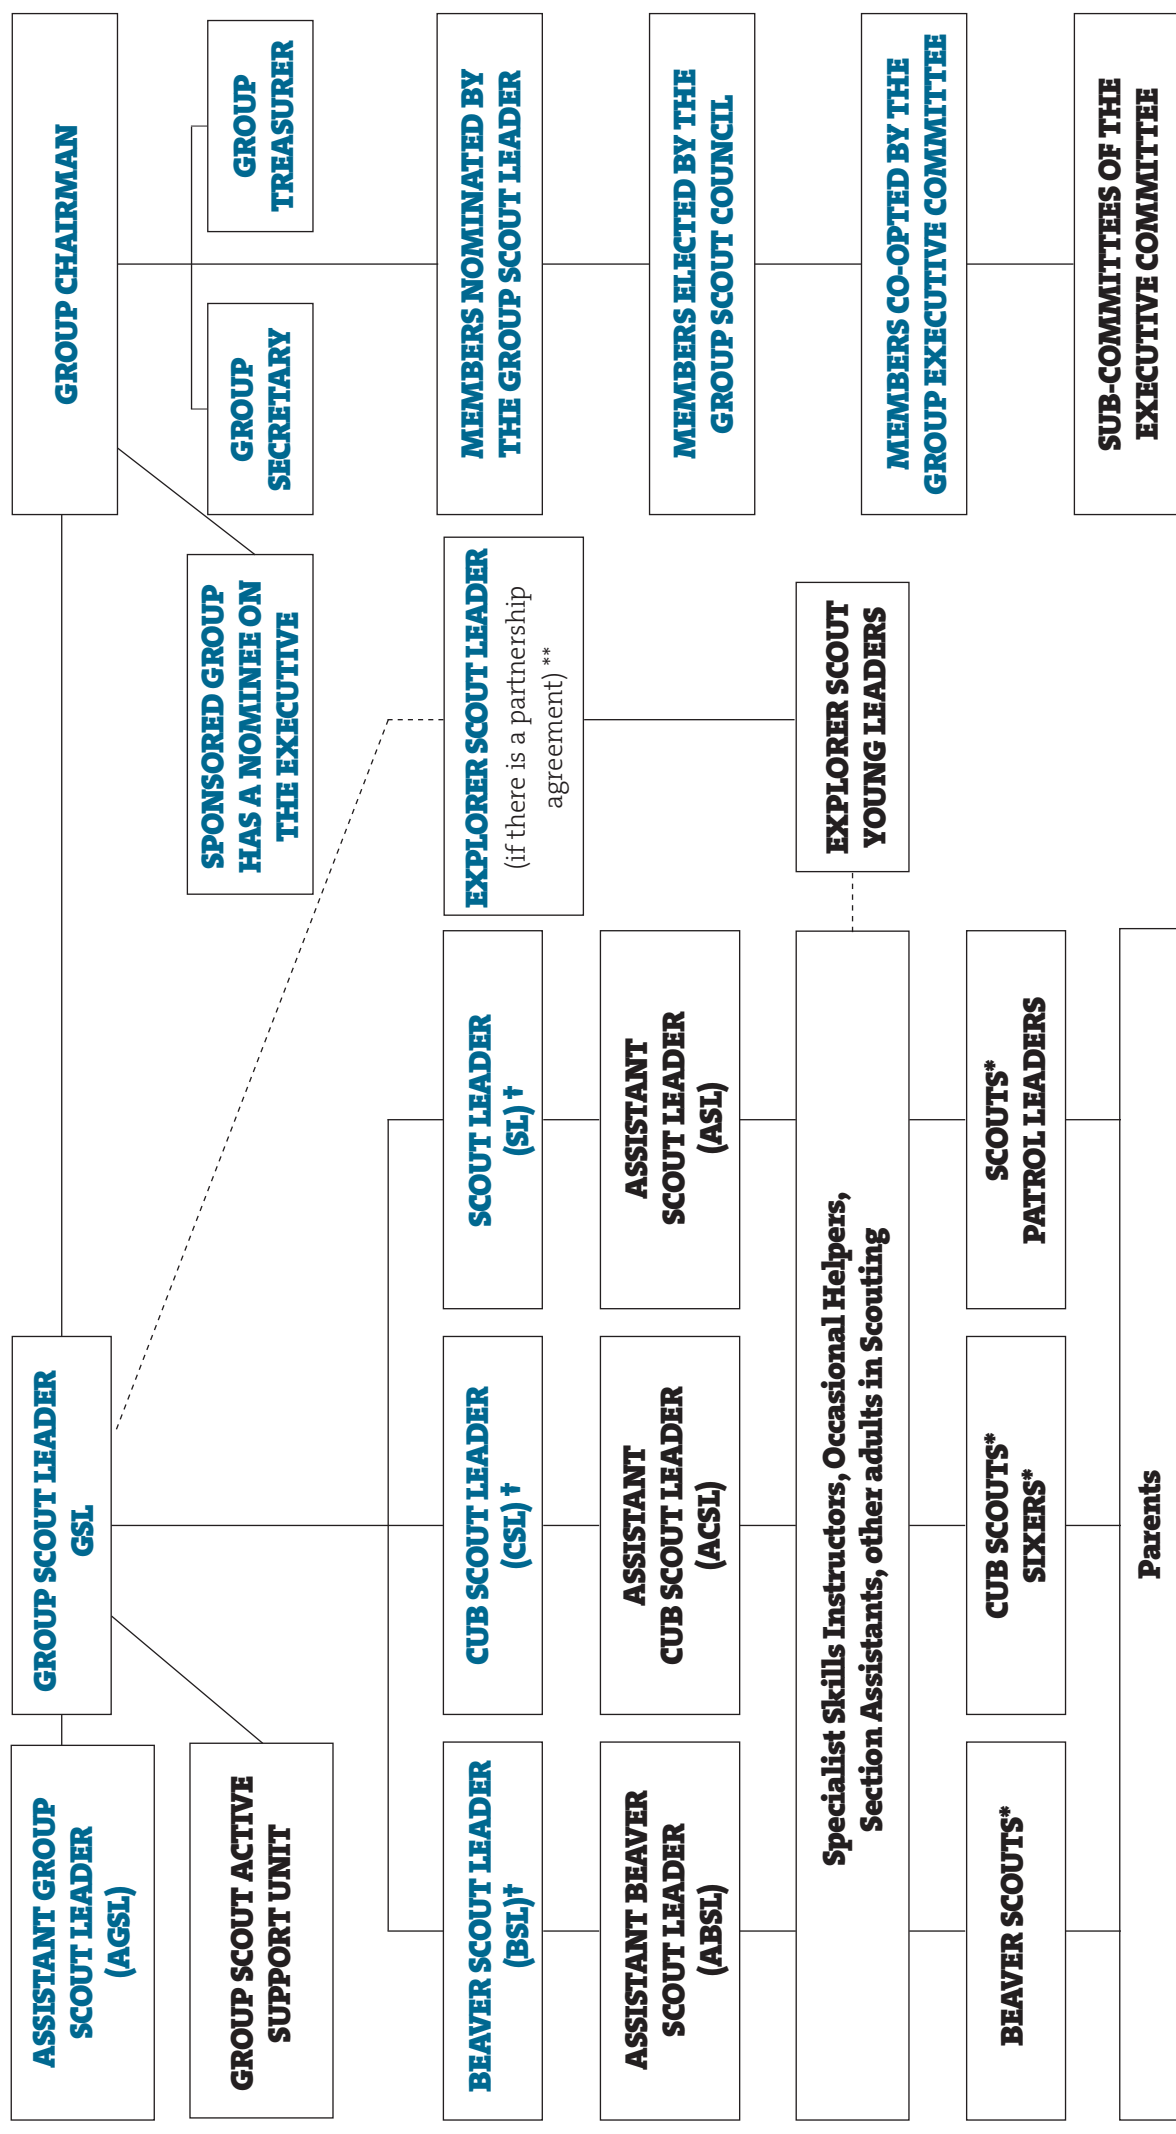 ASSISTANT GROUP
SCOUT LEADER
(AGSL)
GROUP SCOUT LEADER
GSL
GROUP CHAIRMAN
GROUP SCOUT ACTIVE
SUPPORT UNIT
SPONSORED GROUP
HAS A NOMINEE ON
THE EXECUTIVE
GROUP
SECRETARY
GROUP
TREASURER
BEAVER SCOUT LEADER
(BSL)†
CUB SCOUT LEADER
(CSL) †
SCOUT LEADER
(SL) †
EXPLORER SCOUT LEADER
(if there is a partnership
agreement) **
MEMBERS NOMINATED BY
THE GROUP SCOUT LEADER
ASSISTANT BEAVER
SCOUT LEADER
(ABSL)
ASSISTANT
CUB SCOUT LEADER
(ACSL)
ASSISTANT
SCOUT LEADER
(ASL)
MEMBERS ELECTED BY THE
GROUP SCOUT COUNCIL
Specialist Skills Instructors, Occasional Helpers,
Section Assistants, other adults in Scouting
EXPLORER SCOUT
YOUNG LEADERS
MEMBERS CO-OPTED BY THE
GROUP EXECUTIVE COMMITTEE
BEAVER SCOUTS*
CUB SCOUTS*
SIXERS*
SCOUTS*
PATROL LEADERS
SUB-COMMITTEES OF THE
EXECUTIVE COMMITTEE
Parents